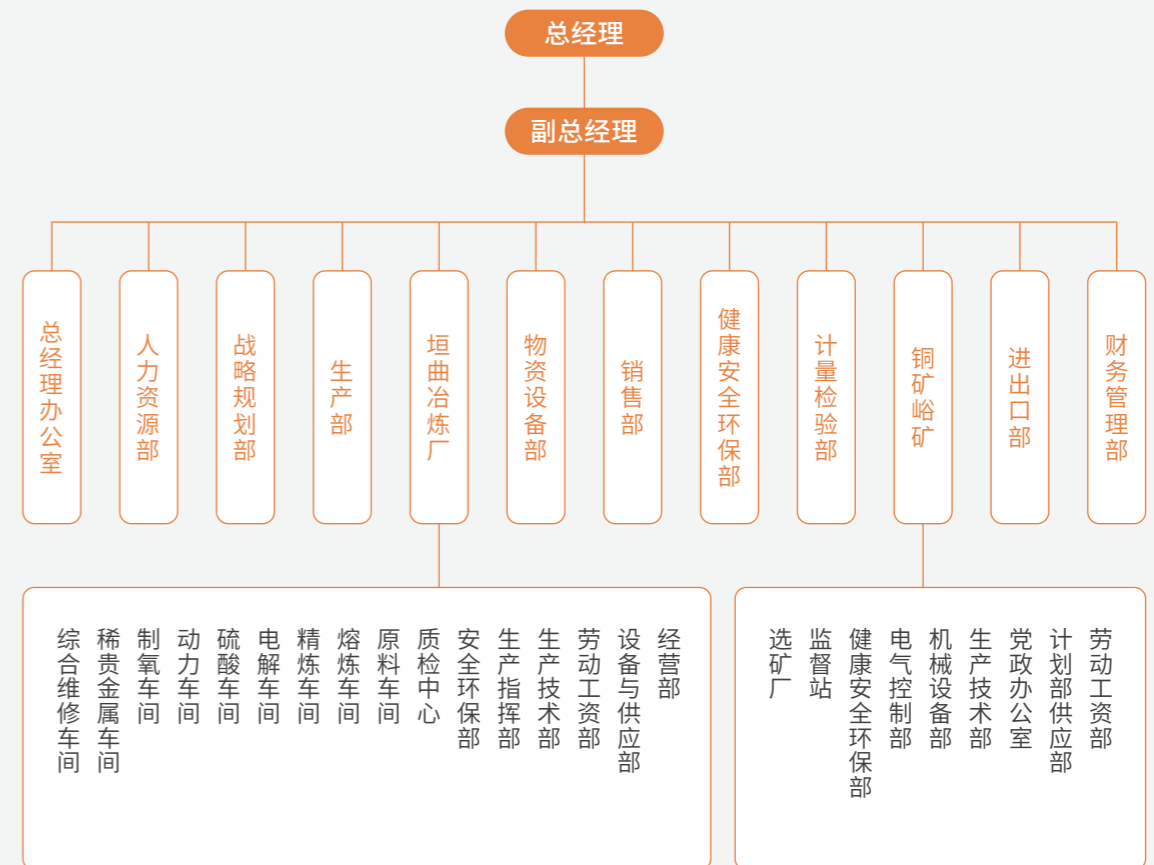 总经理
副总经理
总经理办公室
人力资源部
战略规划部
生产部
垣曲冶炼厂
物资设备部
销售部
健康安全环保部
计量检验部
铜矿峪矿
进出口部
财务管理部
综合维修车间
稀贵金属车间
制氧车间
动力车间
硫酸车间
电解车间
精炼车间
熔炼车间
原料车间
质检中心
安全环保部
生产指挥部
生产技术部
劳动工资部
设备与供应部
经营部
选矿厂
监督站
健康安全环保部
电气控制部
机械设备部
生产技术部
党政办公室
计划部供应部
劳动工资部